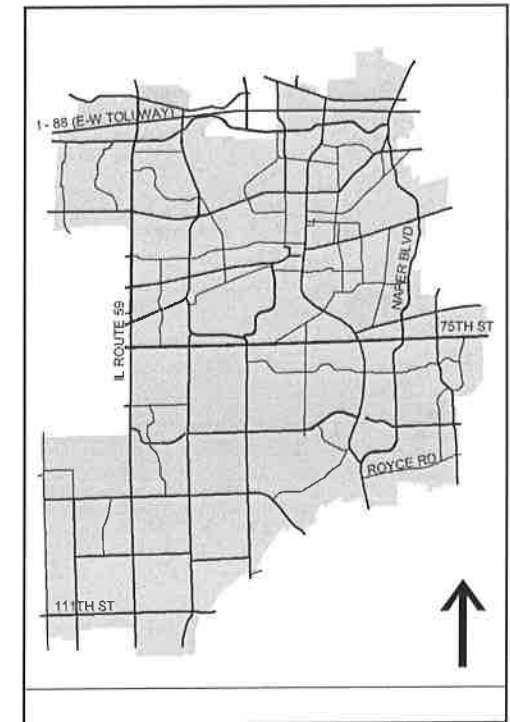 I - 88 (E-W TOLLWAY)
NAPER BLVD
IL ROUTE 59
75TH ST
ROYCE RD
111TH ST